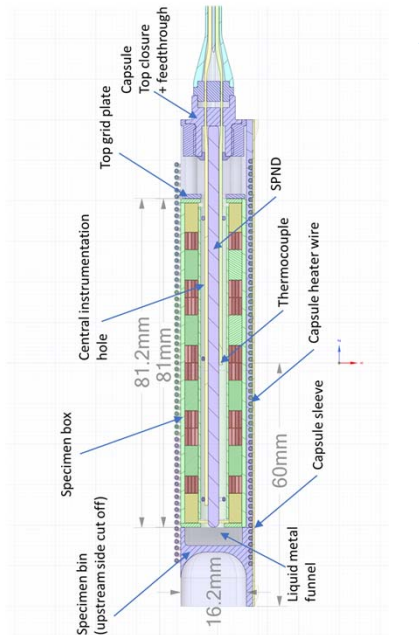 Capsule
Top closure
+ feedthrough
Top grid plate
Central instrumentation
hole
81.2mm
81mm
Specimen box
Specimen bin
(upstream side cut off)
SPND
Thermocouple
Capsule heater wire
60mm
Capsule sleeve
16.2mm
Liquid metal
funnel